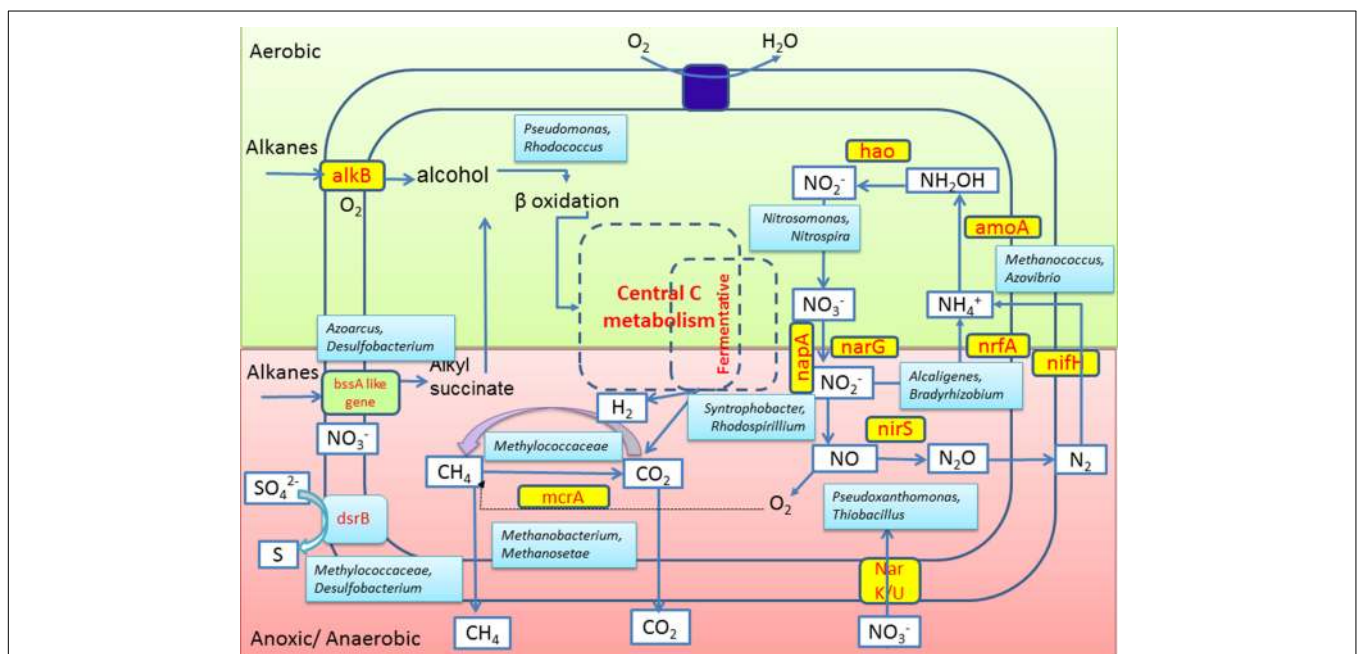 Aerobic
O₂
H₂O
Alkanes
alkB
O₂
alcohol
Pseudomonas,
Rhodococcus
β oxidation
hao
NO₂⁻
NH₂OH
Nitrosomonas,
Nitrospira
amoA
Methanococcus,
Azovibrio
Central C
metabolism
Fermentative
NO₃⁻
NH₄⁺
napA
narG
nrfA
nifH
Azoarcus,
Desulfobacterium
Alkanes
bssA like
gene
Alkyl
succinate
NO₂⁻
Alcaligenes,
Bradyrhizobium
H₂
Syntrophobacter,
Rhodospirillium
NO₃⁻
Methylococcaceae
nirS
CH₄
CO₂
NO
N₂O
N₂
SO₄²⁻
mcrA
O₂
Pseudoxanthomonas,
Thiobacillus
dsrB
S
Methanobacterium,
Methanosetae
Methylococcaceae,
Desulfobacterium
Nar
K/U
Anoxic/ Anaerobic
CH₄
CO₂
NO₃⁻